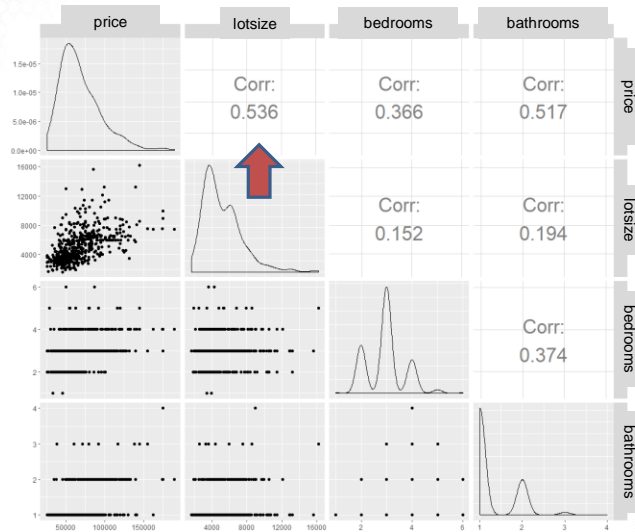 price
lotsize
bedrooms
bathrooms
1.5e-05
1.0e-05
5.0e-06
0.0e+00
Corr:
0.536
Corr:
0.366
Corr:
0.517
price
16000
12000
8000
4000
Corr:
0.152
Corr:
0.194
lotsize
6
4
2
Corr:
0.374
bedrooms
4
3
2
1
bathrooms
50000 100000 150000
4000 8000 12000 16000
2 4 6
1 2 3 4